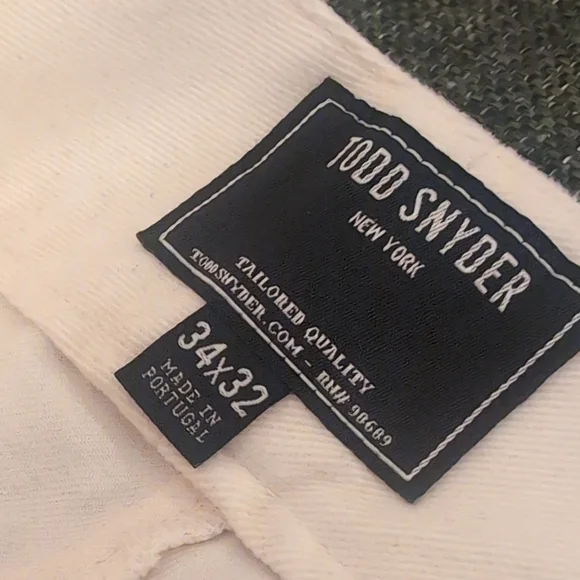 TODD SNYDER
NEW YORK
TAILORED QUALITY
TODDSNYDER.COM – RN# 98689
34x32
MADE IN
PORTUGAL